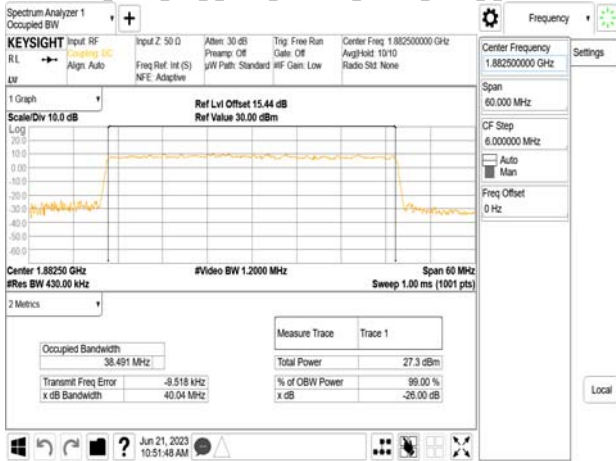 Spectrum Analyzer 1
Occupied BW
+
Frequency
KEYSIGHT
RL
Input: RF
Coupling: DC
Align: Auto
Input Z: 50 Ω
Freq Ref: Int (S)
NFE: Adaptive
Atten: 30 dB
Preamp: Off
µW Path: Standard
Trig: Free Run
Gate: Off
#IF Gain: Low
Center Freq: 1.882500000 GHz
Avg|Hold: 10/10
Radio Std: None
Center Frequency
1.882500000 GHz
Settings
Span
60.000 MHz
CF Step
6.000000 MHz
Auto
Man
Freq Offset
0 Hz
Local
1 Graph
Scale/Div 10.0 dB
Ref Lvl Offset 15.44 dB
Ref Value 30.00 dBm
Log
20.0
10.0
0.00
-10.0
-20.0
-30.0
-40.0
-50.0
-60.0
Center 1.88250 GHz
#Video BW 1.2000 MHz
Span 60 MHz
#Res BW 430.00 kHz
Sweep 1.00 ms (1001 pts)
2 Metrics
Measure Trace
Trace 1
Occupied Bandwidth
38.491 MHz
Total Power
27.3 dBm
Transmit Freq Error
-9.518 kHz
% of OBW Power
99.00 %
x dB Bandwidth
40.04 MHz
x dB
-26.00 dB
?
Jun 21, 2023
10:51:48 AM